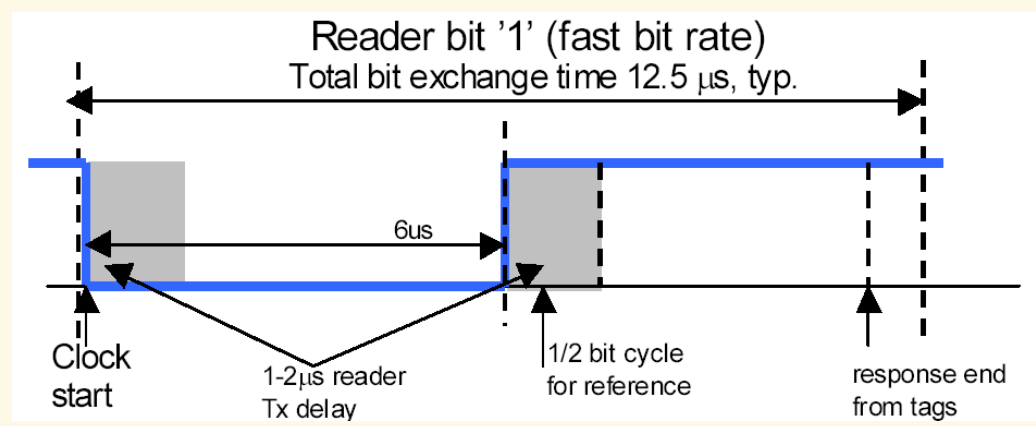 Reader bit '1' (fast bit rate)
Total bit exchange time 12.5 μs, typ.
6us
Clock
start
1-2μs reader
Tx delay
1/2 bit cycle
for reference
response end
from tags